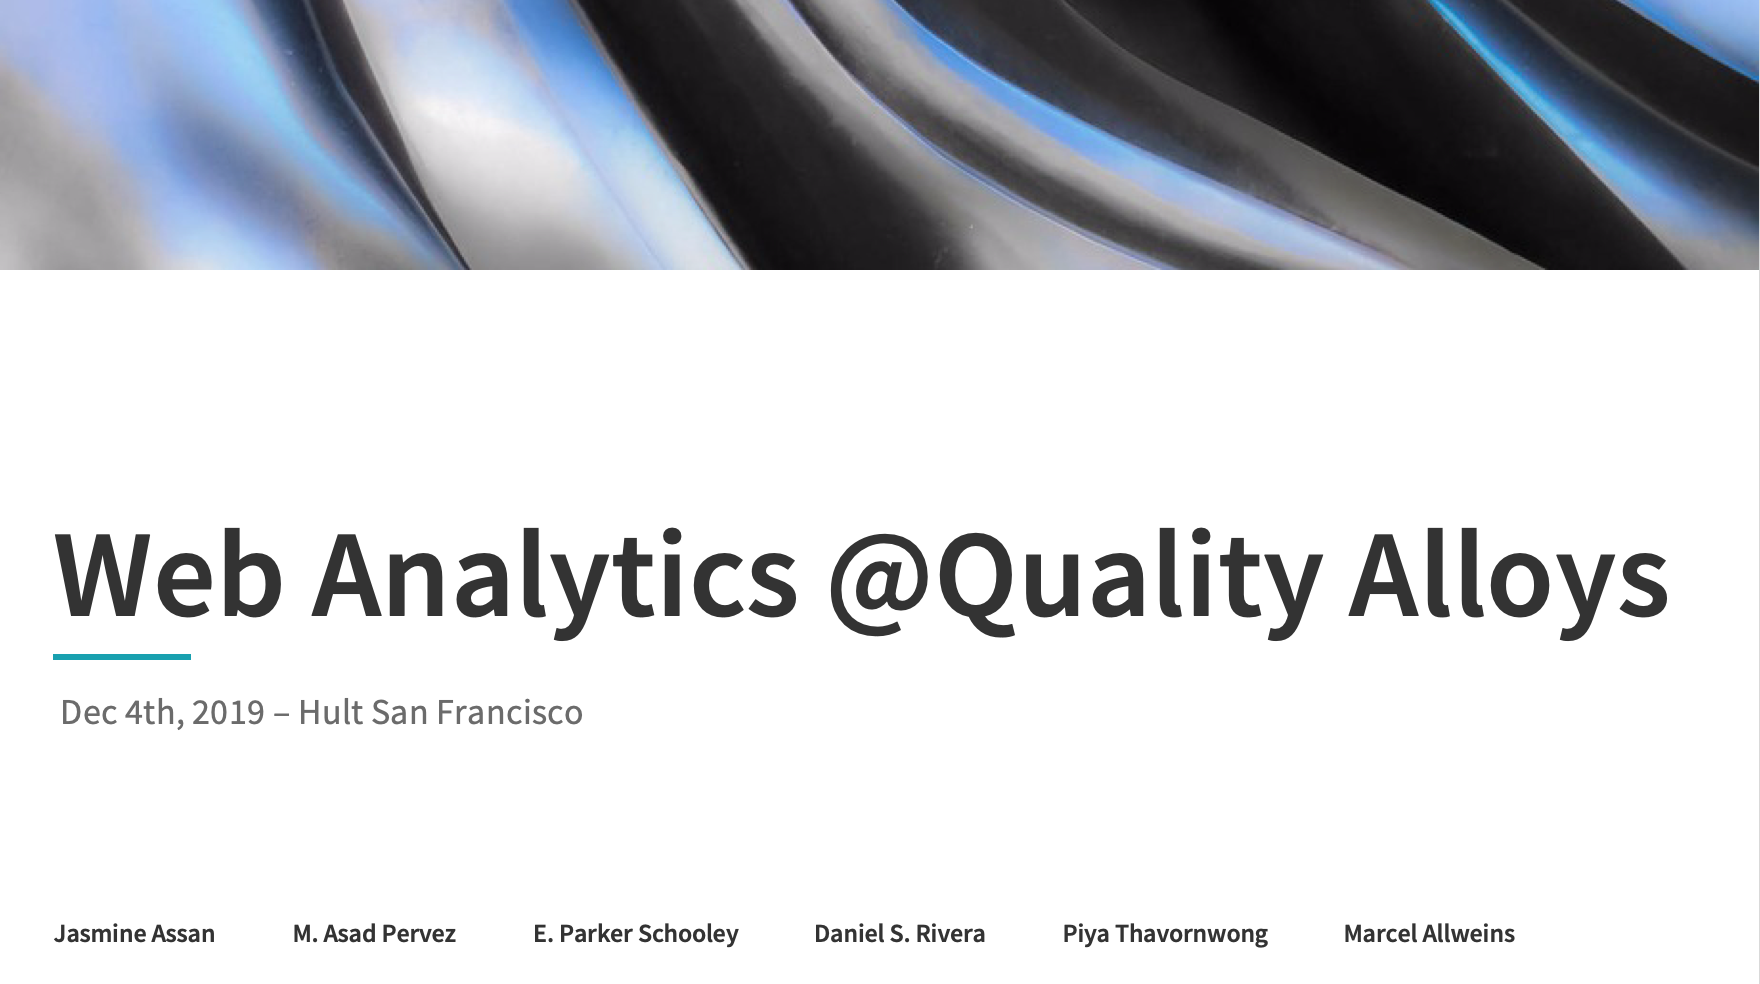 Web Analytics @Quality Alloys
Dec 4th, 2019 – Hult San Francisco
Jasmine Assan M. Asad Pervez E. Parker Schooley Daniel S. Rivera Piya Thavornwong Marcel Allweins